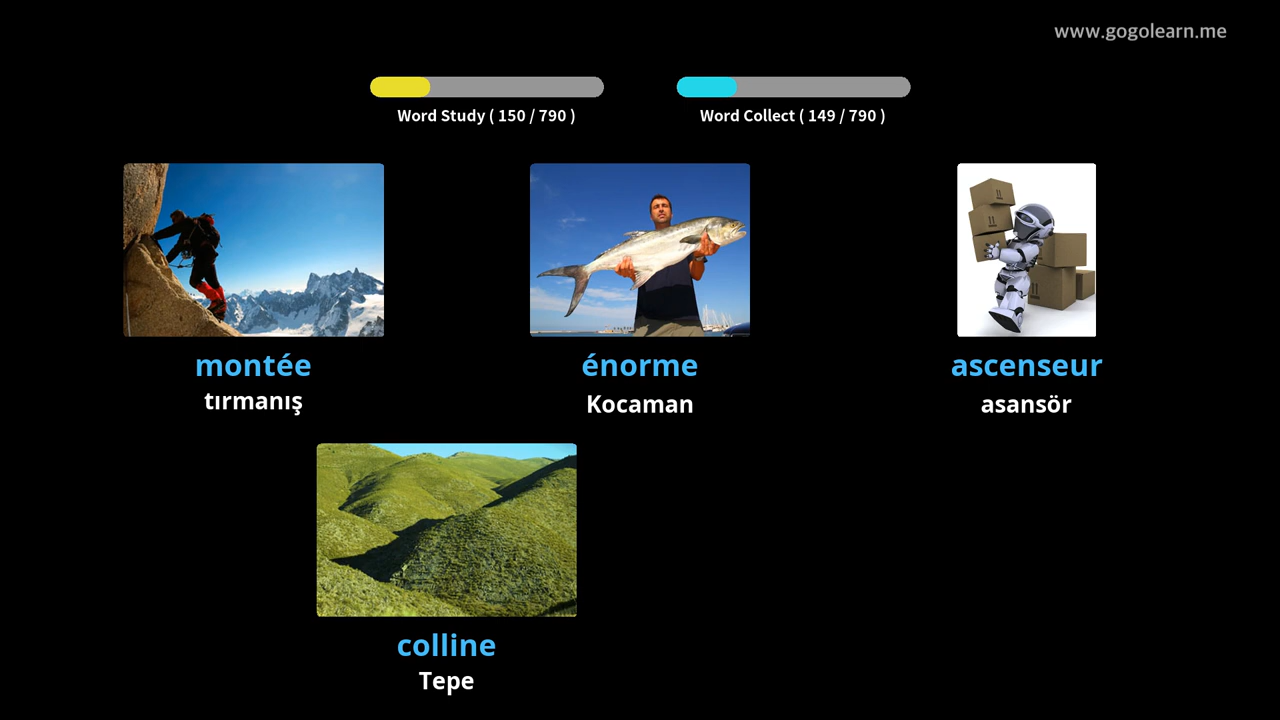 www.gogolearn.me
Word Study ( 150 / 790 )
Word Collect ( 149 / 790 )
montée
tırmanış
énorme
Kocaman
ascenseur
asansör
colline
Tepe